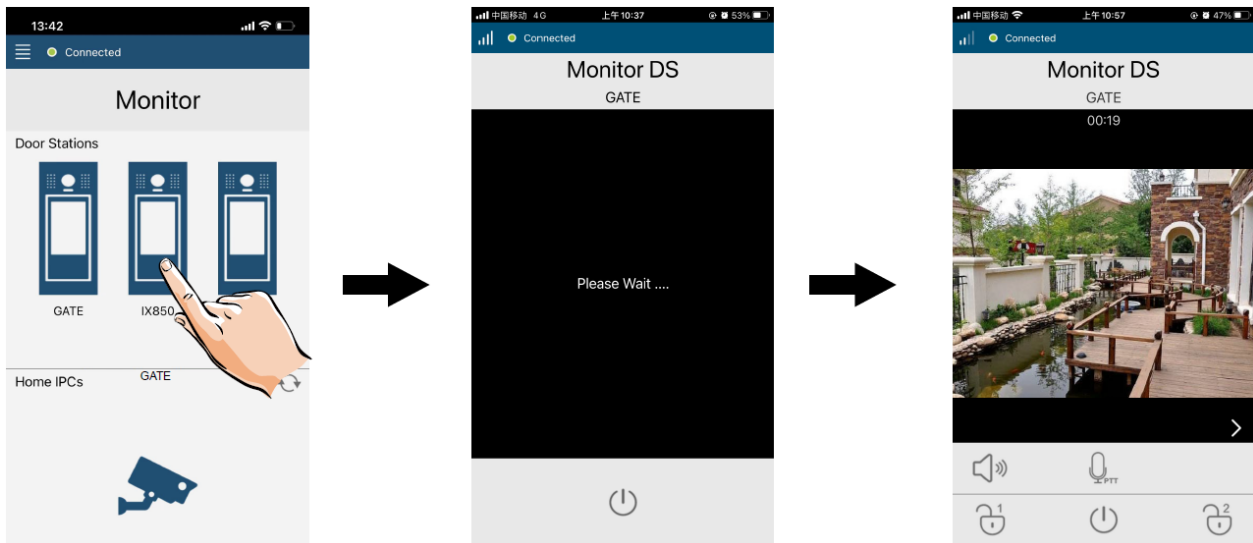 13:42
Connected
Monitor
Door Stations
GATE
IX850
Home IPCs
GATE
中国移动 4G 上午10:37 53%
Connected
Monitor DS
GATE
Please Wait ....
中国移动 上午10:57 47%
Connected
Monitor DS
GATE
00:19
PTT
1
2